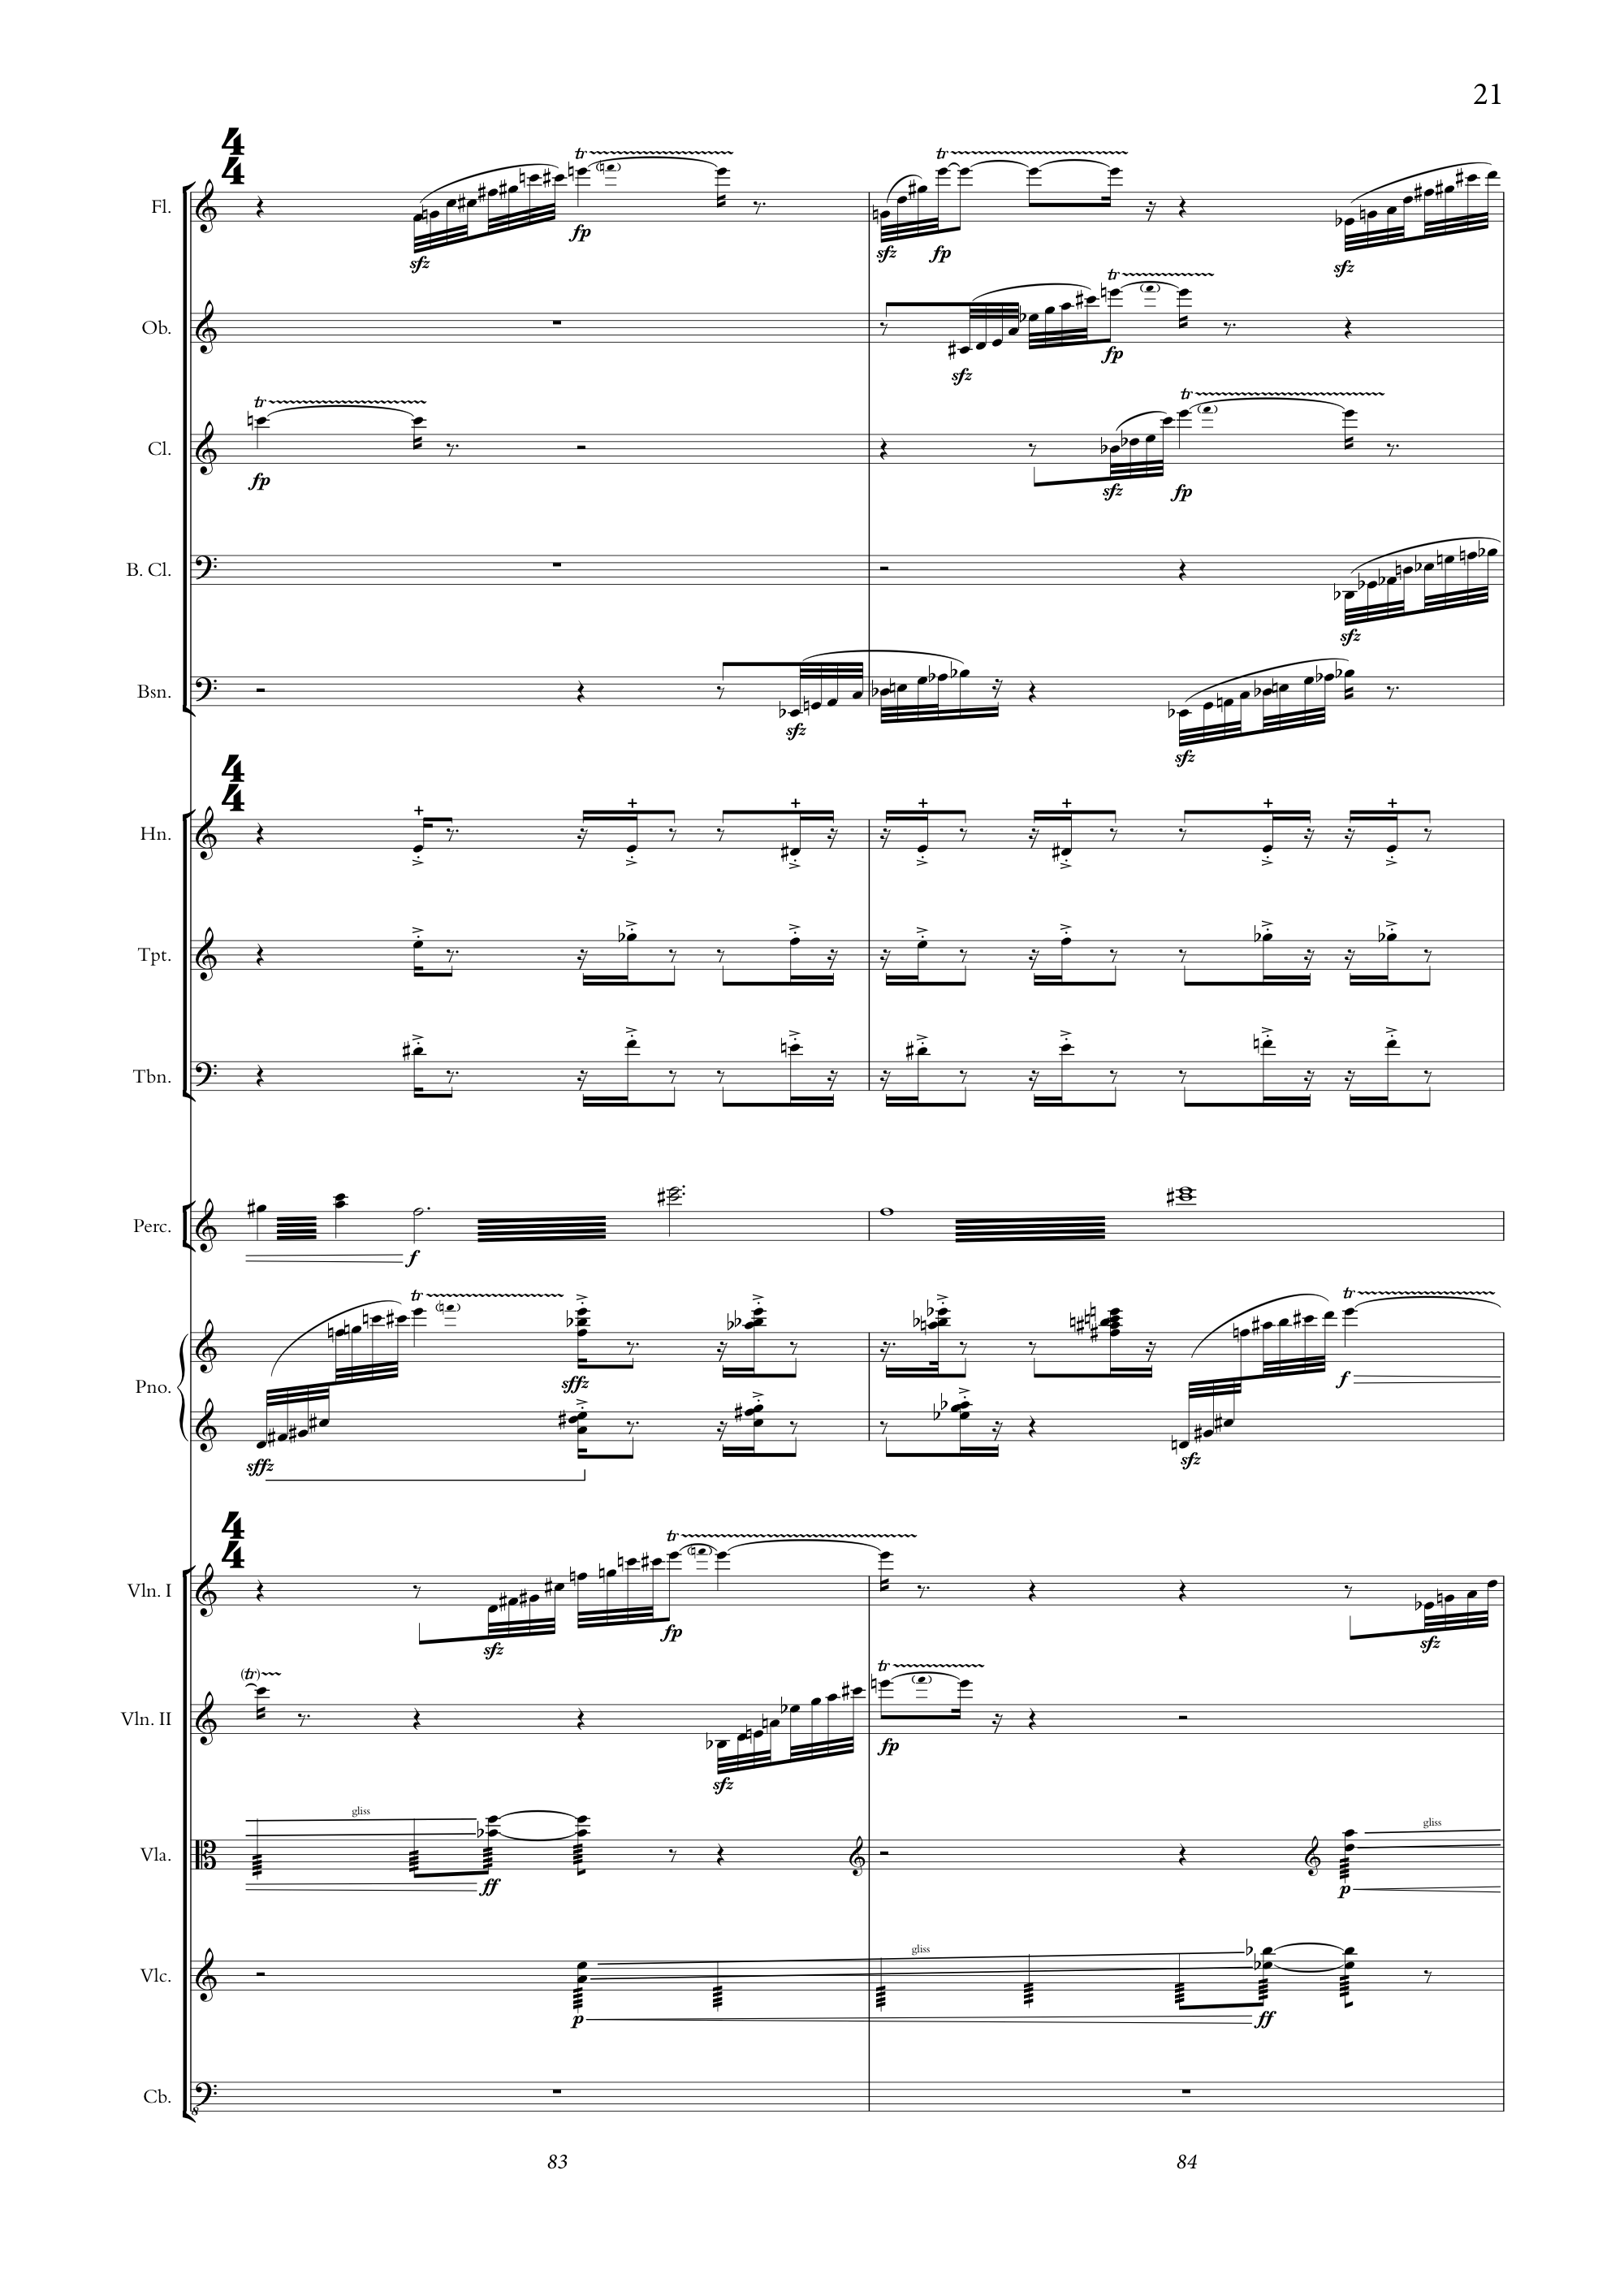 21
4
4
Fl.
tr tr
sfz fp sfz fp sfz
Ob.
tr
sfz fp
Cl.
tr tr
fp sfz fp
B. Cl.
sfz
Bsn.
sfz sfz
4
4
Hn.
Tpt.
Tbn.
Perc.
f
Pno.
tr tr
sffz f
sffz sfz
4
4
Vln. I
tr
sfz fp sfz
Vln. II
(tr) tr
sfz fp
Vla.
gliss gliss
ff p
Vlc.
gliss
p ff
Cb.
8
83 84